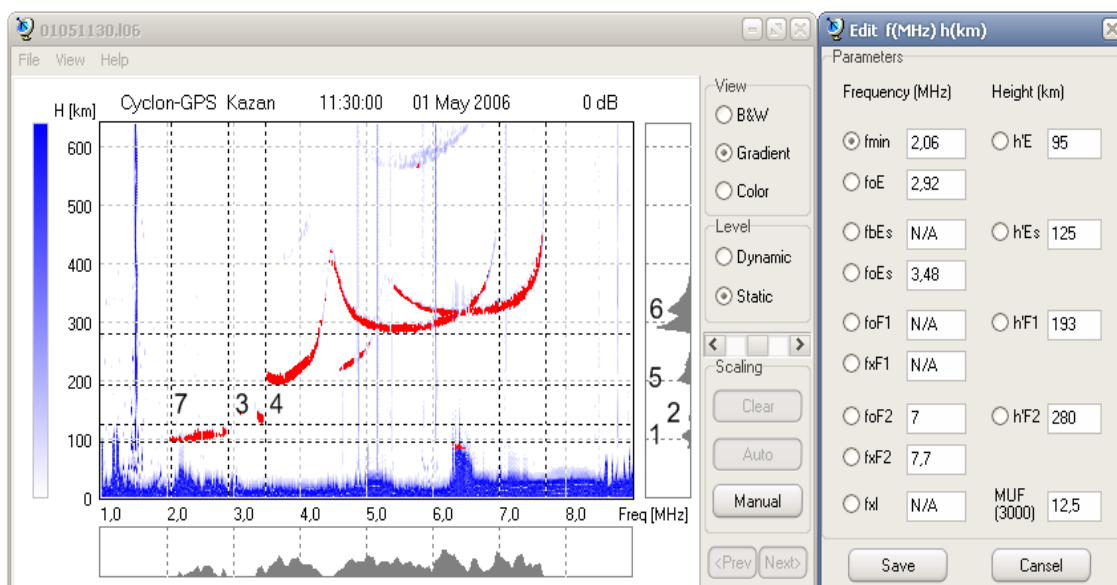 01051130.l06
File View Help
H [km] Cyclon-GPS Kazan 11:30:00 01 May 2006 0 dB
600
500
400
300
200
100
0
7 3 4
6
5
2
1
1,0 2,0 3,0 4,0 5,0 6,0 7,0 8,0 Freq [MHz]
View
B&W
Gradient
Color
Level
Dynamic
Static
Scaling
Clear
Auto
Manual
<Prev Next>
Edit f(MHz) h(km)
Parameters
Frequency (MHz) Height (km)
fmin 2,06 h'E 95
foE 2,92
fbEs N/A h'Es 125
foEs 3,48
foF1 N/A h'F1 193
fxF1 N/A
foF2 7 h'F2 280
fxF2 7,7
fxI N/A MUF (3000) 12,5
Save Cansel